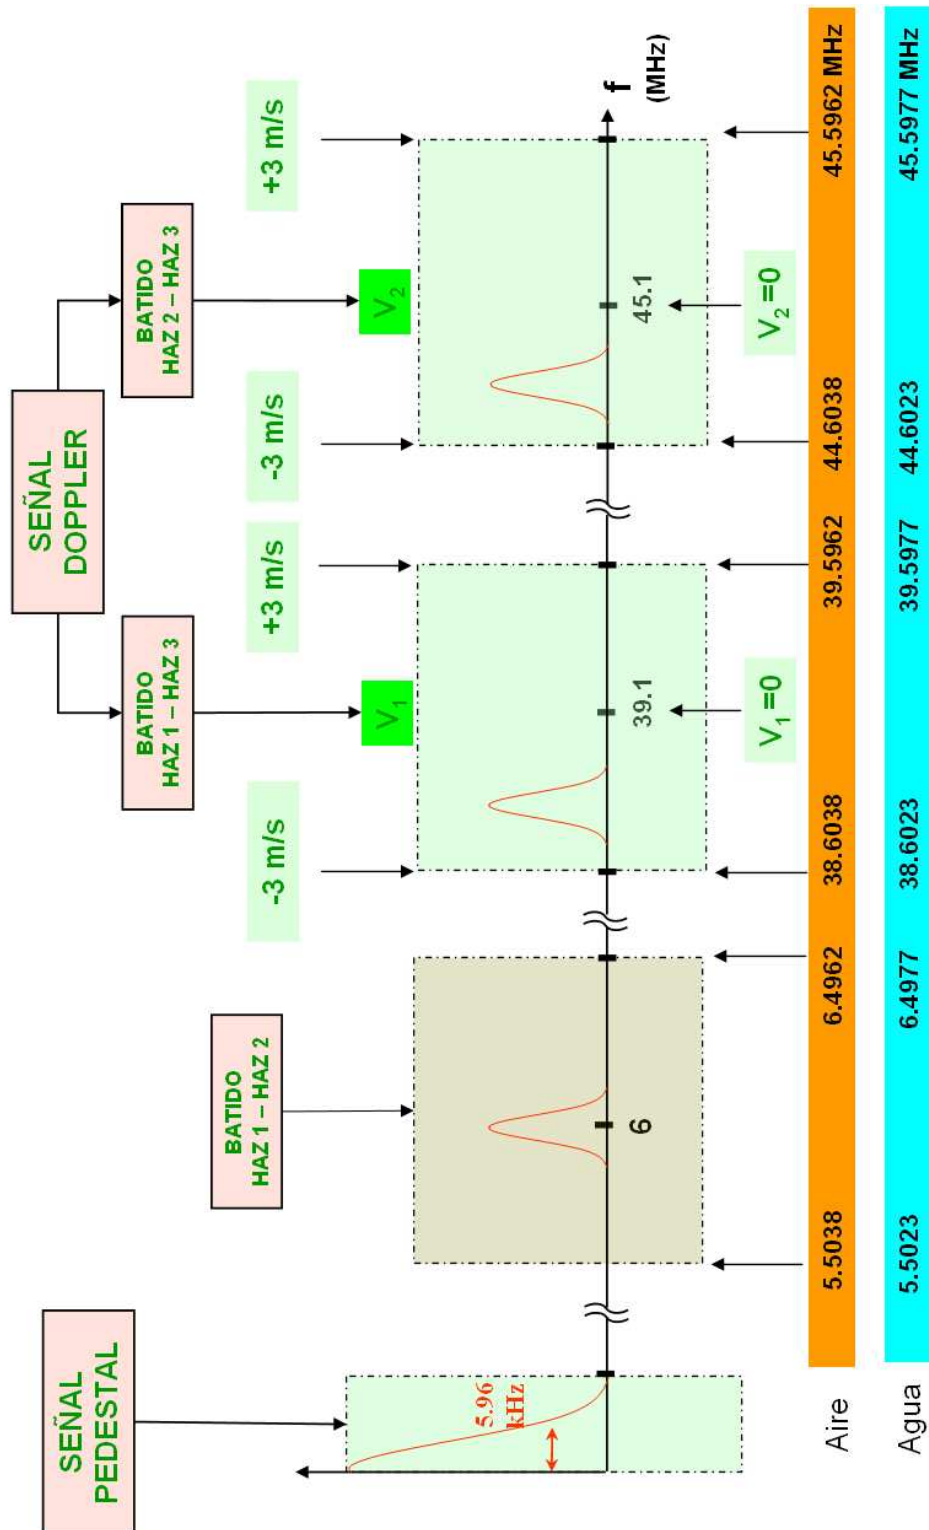 SEÑAL
DOPPLER
BATIDO
HAZ 1 – HAZ 3
BATIDO
HAZ 2 – HAZ 3
SEÑAL
PEDESTAL
BATIDO
HAZ 1 – HAZ 2
-3 m/s
+3 m/s
-3 m/s
+3 m/s
V1
V2
5.96
kHz
6
39.1
45.1
f
(MHz)
V1 =0
V2 =0
Aire 5.5038 6.4962 38.6038 39.5962 44.6038 45.5962 MHz
Agua 5.5023 6.4977 38.6023 39.5977 44.6023 45.5977 MHz